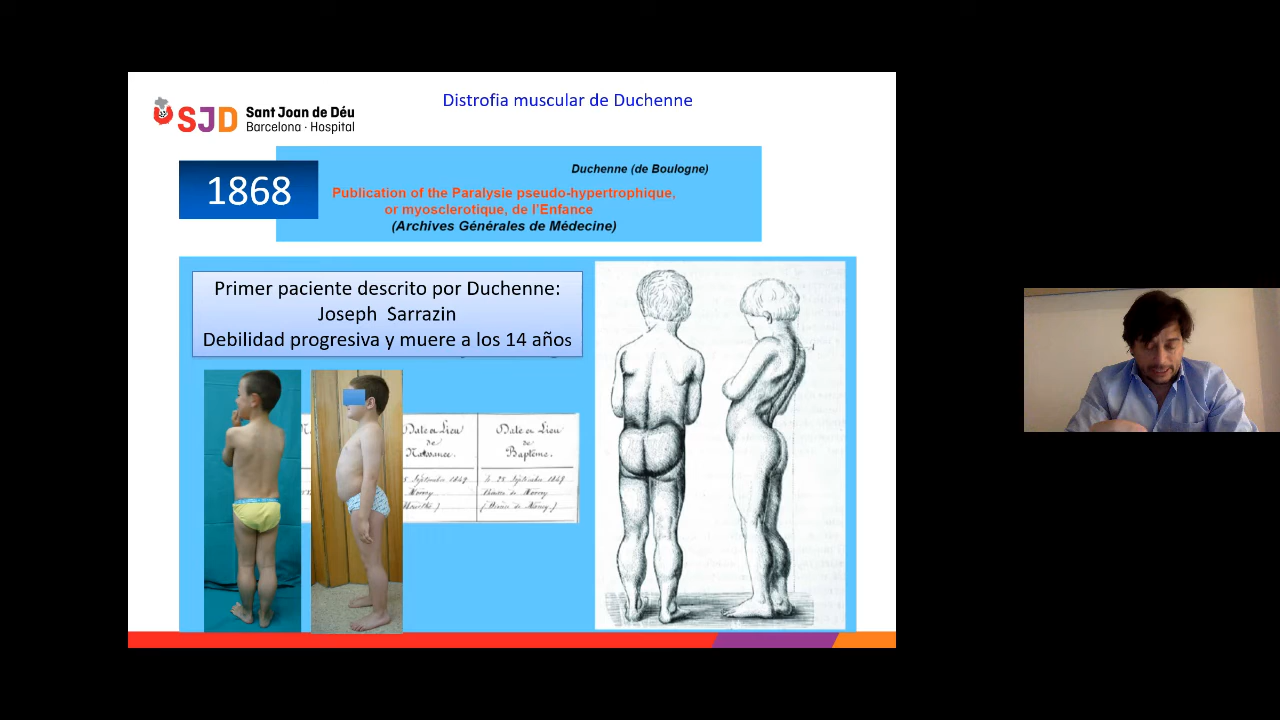 Distrofia muscular de Duchenne
SJD
Sant Joan de Déu
Barcelona · Hospital
1868
Duchenne (de Boulogne)
Publication of the Paralysie pseudo-hypertrophique,
or myosclerotique, de l'Enfance
(Archives Générales de Médecine)
Primer paciente descrito por Duchenne:
Joseph Sarrazin
Debilidad progresiva y muere a los 14 años
Date et Lieu
de
Naissance.
Date et Lieu
de
Baptême.